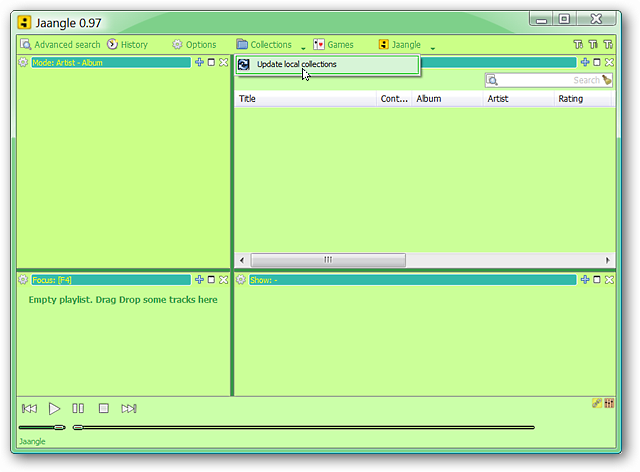 Jaangle 0.97
Advanced search History Options Collections Games Jaangle
Mode: Artist - Album
Update local collections
Search
Title Cont... Album Artist Rating
Focus: [F4]
Show: -
Empty playlist. Drag Drop some tracks here
Jaangle